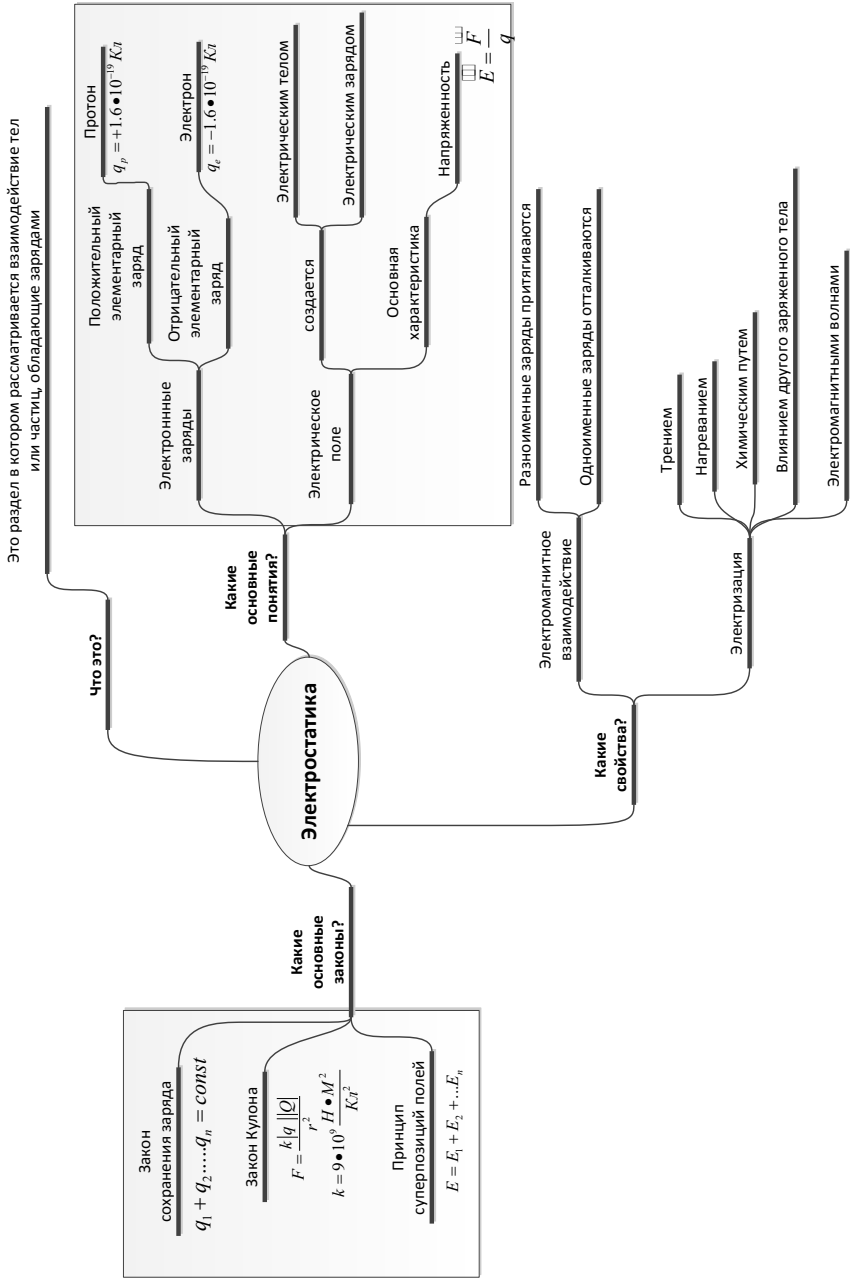 Электростатика
Что это?
Это раздел в котором рассматривается взаимодействие тел
или частиц, обладающие зарядами
Какие
основные
понятия?
Электроннные
заряды
Положительный
элементарный
заряд
Протон
q_p = +1.6•10^{-19} Кл
Отрицательный
элементарный
заряд
Электрон
q_e = −1.6•10^{-19} Кл
Электрическое
поле
создается
Электрическим телом
Электрическим зарядом
Основная
характеристика
Напряженность
E = F/q
Какие
свойства?
Электромагнитное
взаимодействие
Разноименные заряды притягиваются
Одноименные заряды отталкиваются
Электризация
Трением
Нагреванием
Химическим путем
Влиянием другого заряженного тела
Электромагнитными волнами
Какие
основные
законы?
Закон
сохранения заряда
q_1 + q_2.....q_n = const
Закон Кулона
F = k|q||Q|/r^2
k = 9•10^9 Н•М^2/Кл^2
Принцип
суперпозиций полей
E = E_1 + E_2 + ...E_n